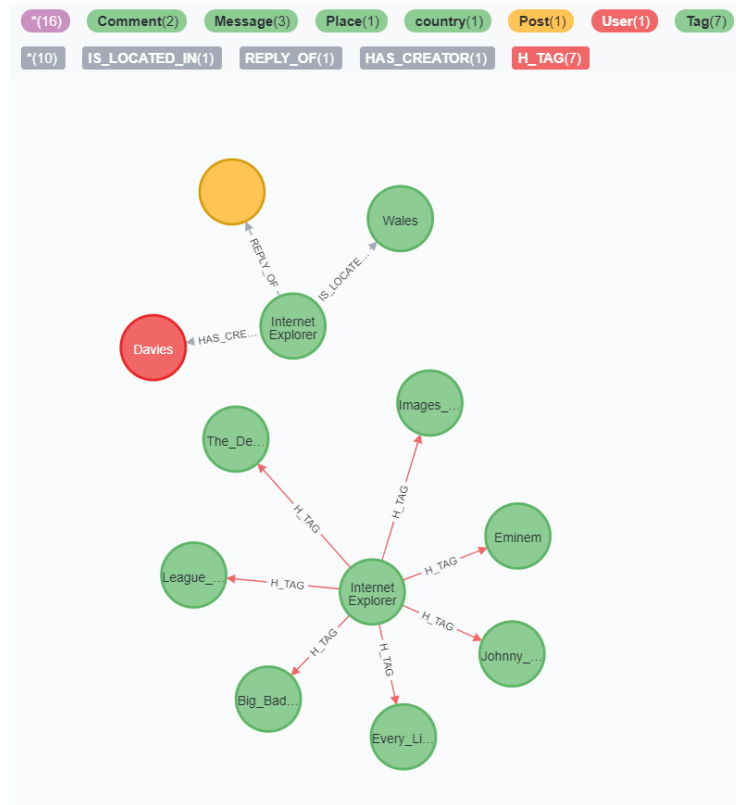 *(16) Comment(2) Message(3) Place(1) country(1) Post(1) User(1) Tag(7)
*(10) IS_LOCATED_IN(1) REPLY_OF(1) HAS_CREATOR(1) H_TAG(7)
Wales
REPLY_OF
IS_LOCATE...
Internet
Explorer
HAS_CRE...
Davies
Images_...
The_De...
H_TAG
H_TAG
Eminem
H_TAG
League_...
H_TAG
Internet
Explorer
H_TAG
H_TAG
H_TAG
Johnny_...
Big_Bad...
Every_Li...